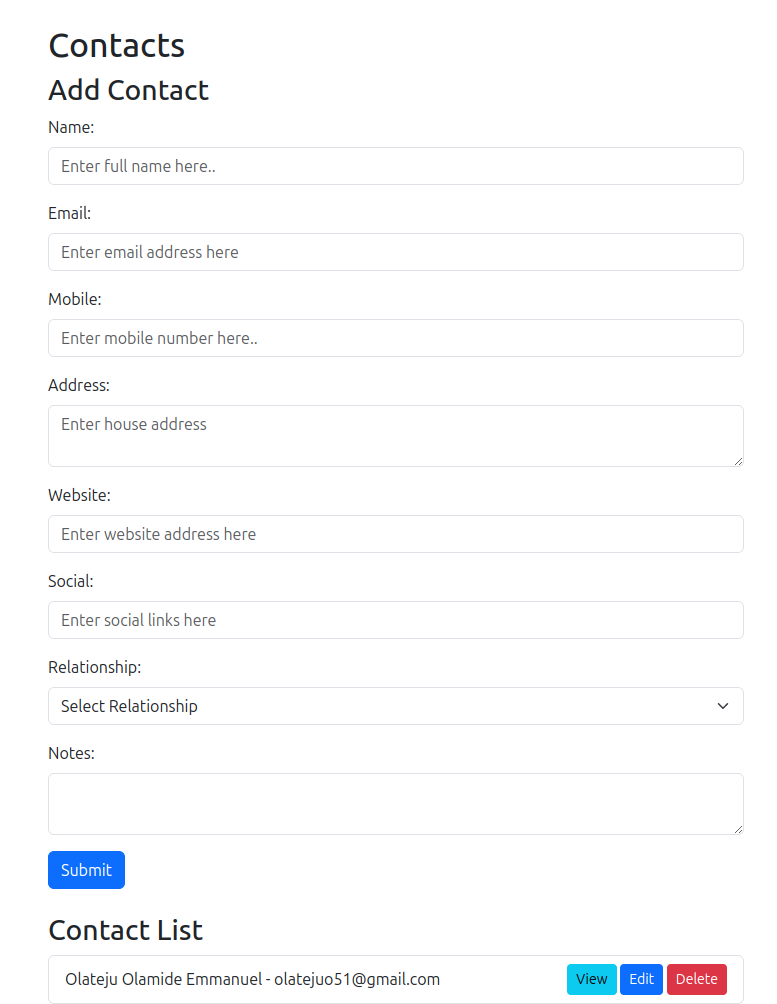 Contacts
Add Contact
Name:
Enter full name here..
Email:
Enter email address here
Mobile:
Enter mobile number here..
Address:
Enter house address
Website:
Enter website address here
Social:
Enter social links here
Relationship:
Select Relationship
Notes:
Submit
Contact List
Olateju Olamide Emmanuel - olatejuo51@gmail.com View Edit Delete